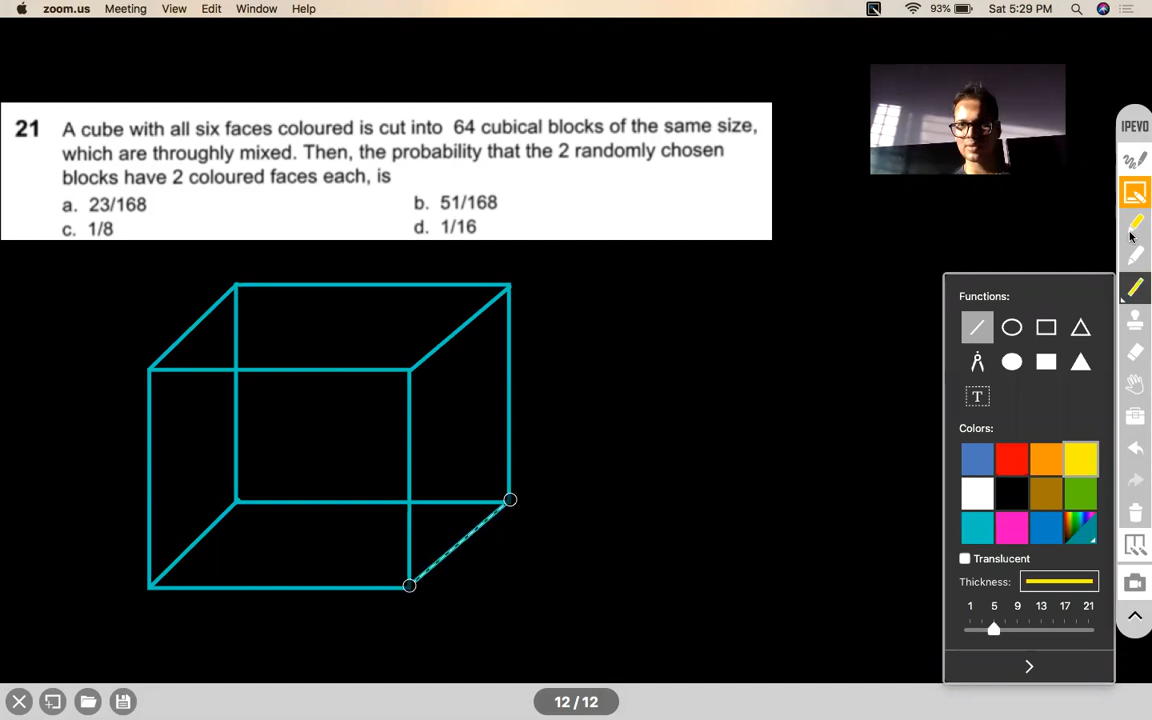 zoom.us Meeting View Edit Window Help 93% Sat 5:29 PM
21 A cube with all six faces coloured is cut into 64 cubical blocks of the same size,
which are throughly mixed. Then, the probability that the 2 randomly chosen
blocks have 2 coloured faces each, is
a. 23/168 b. 51/168
c. 1/8 d. 1/16
IPEVO
Functions:
T
Colors:
Translucent
Thickness:
1 5 9 13 17 21
12 / 12